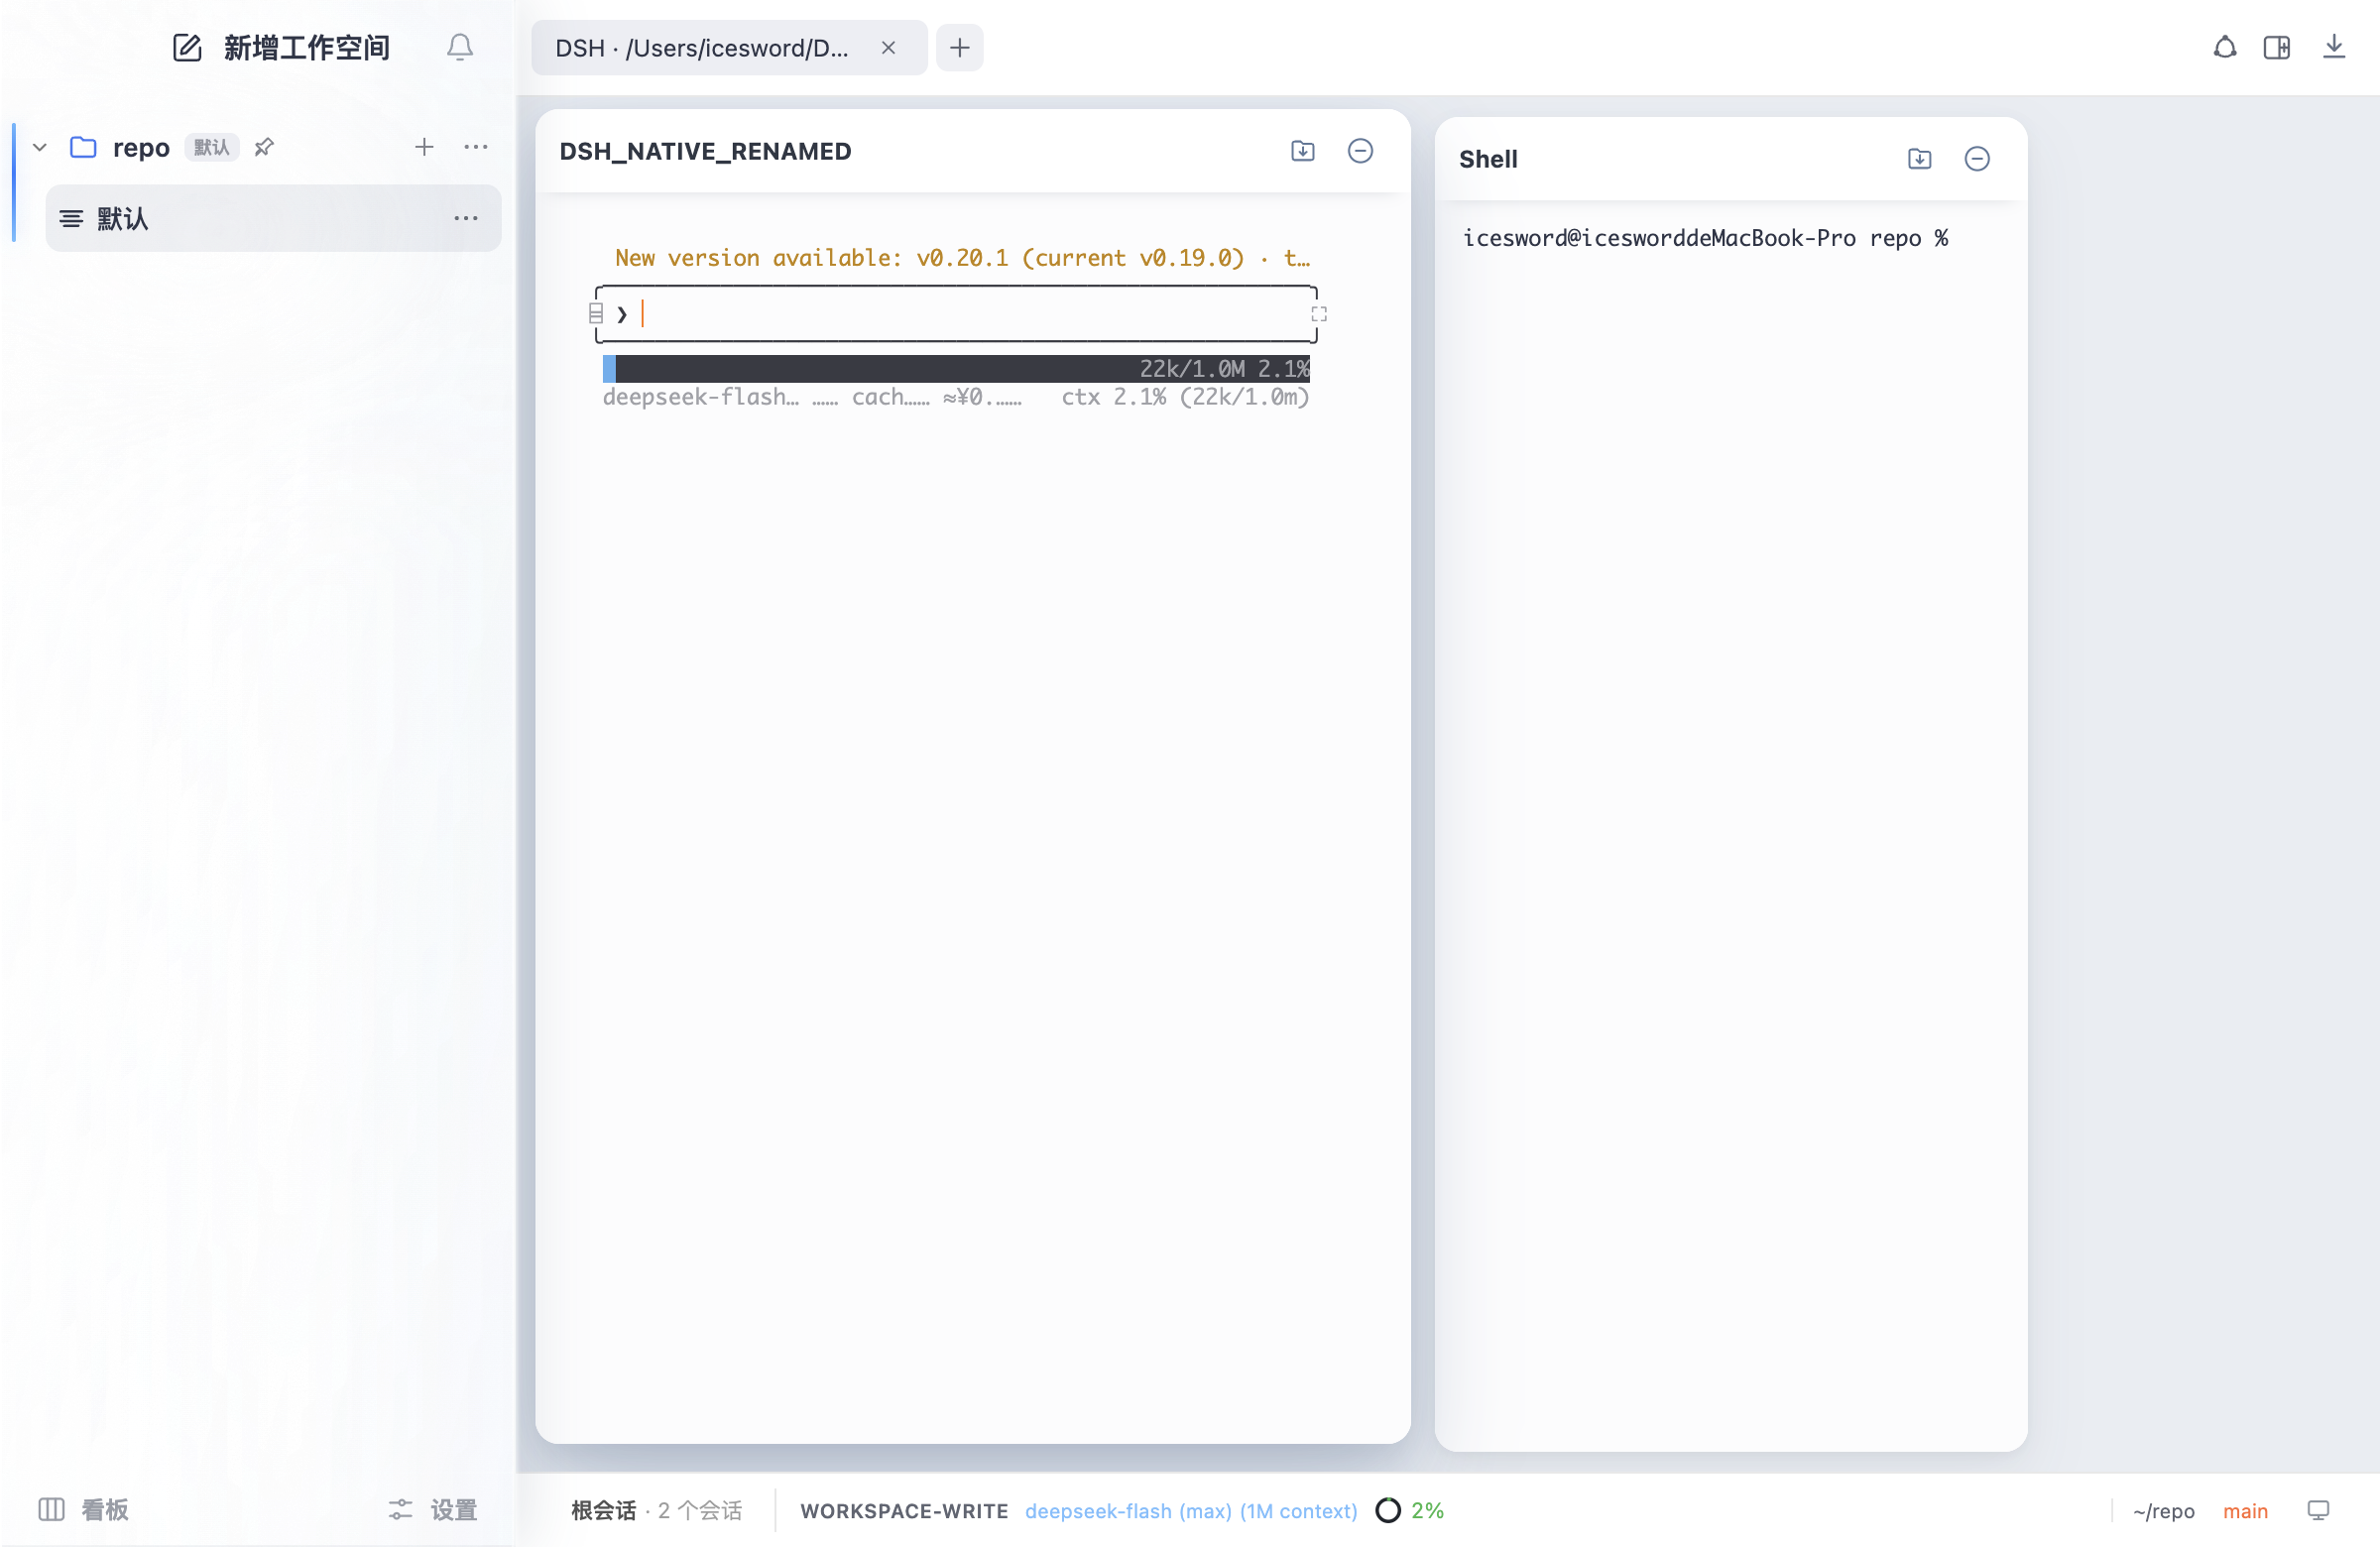 新增工作空间
DSH · /Users/icesword/D...
repo 默认
默认
DSH_NATIVE_RENAMED
New version available: v0.20.1 (current v0.19.0) · t…
❯
22k/1.0M 2.1%
deepseek-flash… …… cach…… ≈¥0.…… ctx 2.1% (22k/1.0m)
Shell
icesword@icesworddeMacBook-Pro repo %
看板
设置
根会话 · 2 个会话
WORKSPACE-WRITE deepseek-flash (max) (1M context) 2%
~/repo main